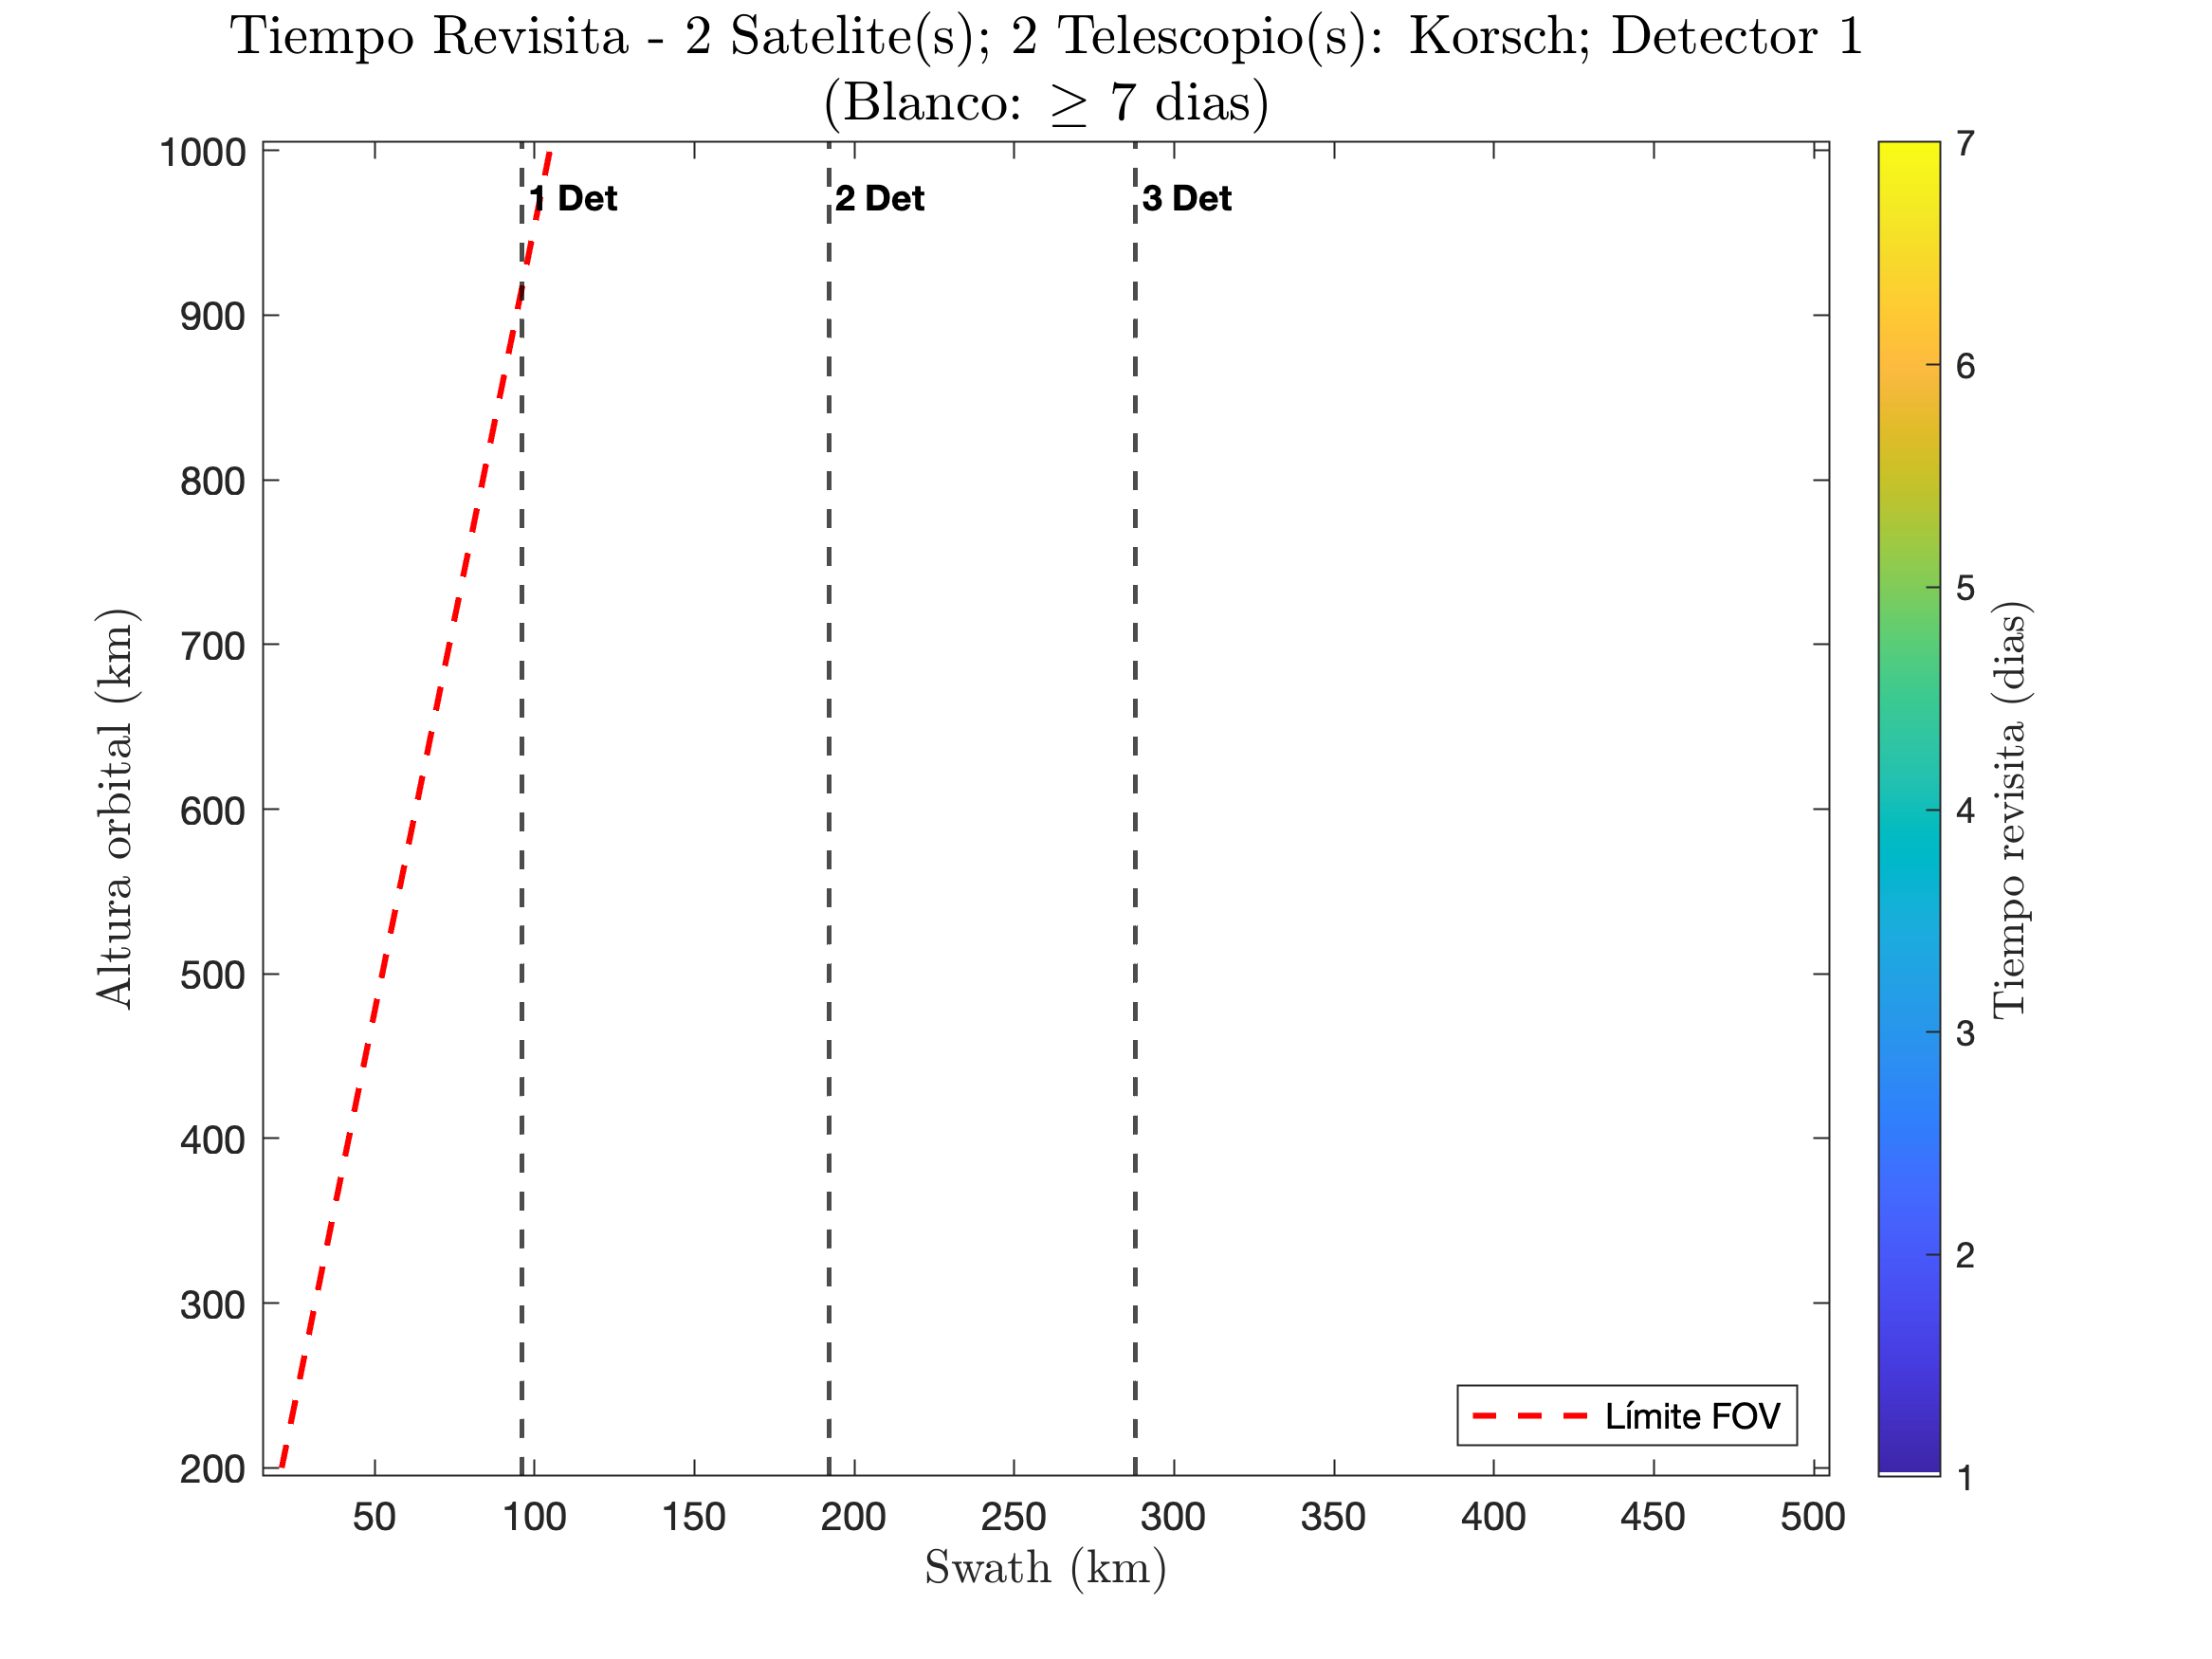 Tiempo Revisita - 2 Satelite(s); 2 Telescopio(s): Korsch; Detector 1
(Blanco: ≥ 7 dias)
1 Det
2 Det
3 Det
1000
900
800
700
600
500
400
300
200
Altura orbital (km)
50 100 150 200 250 300 350 400 450 500
Swath (km)
Límite FOV
7
6
5
4
3
2
1
Tiempo revisita (dias)